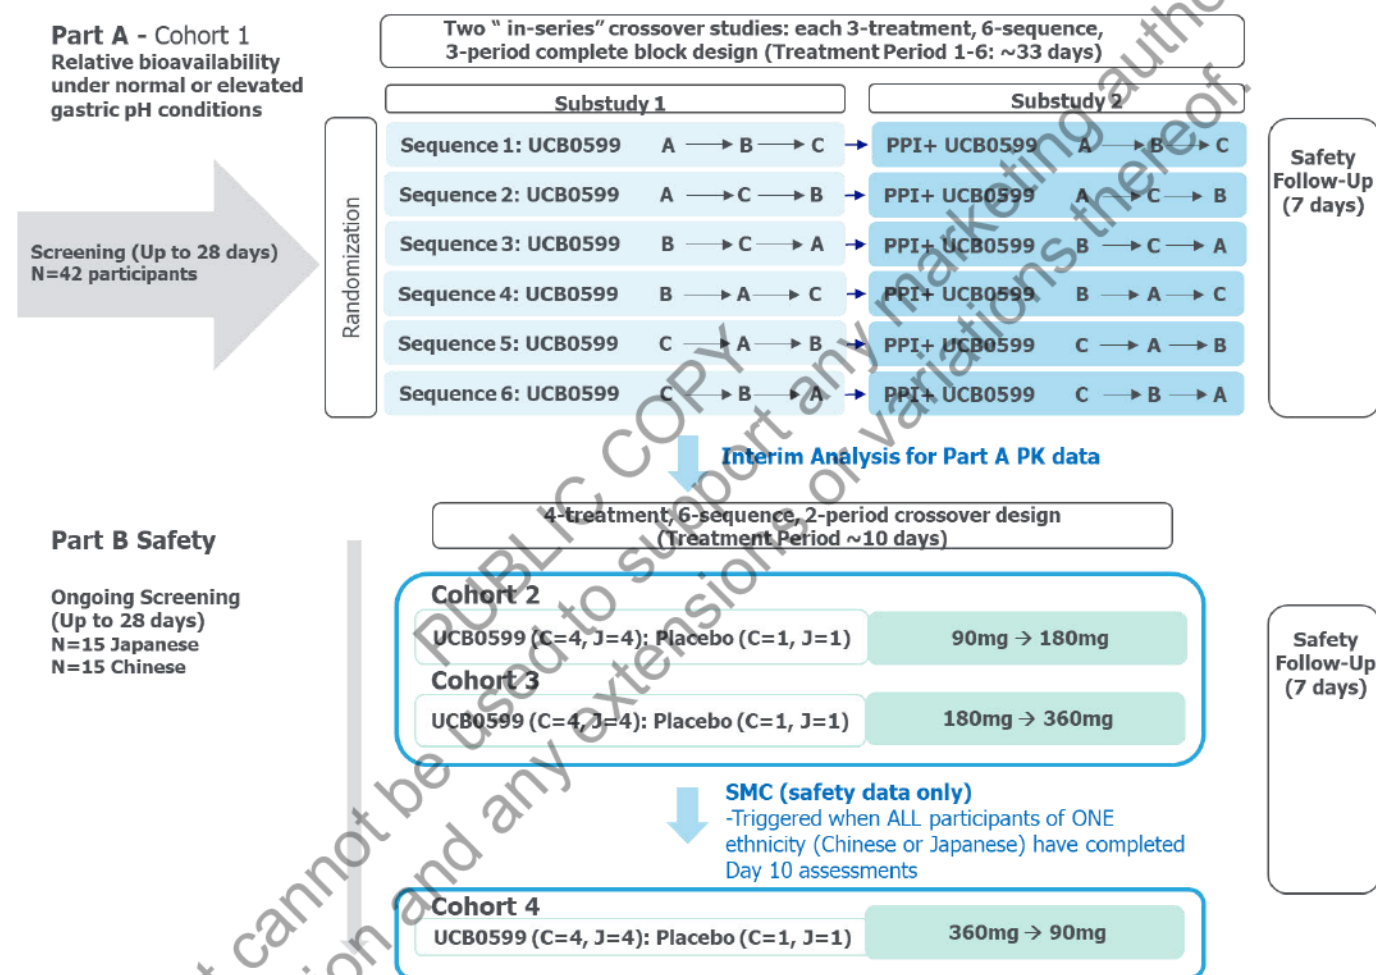 Part A - Cohort 1
Relative bioavailability
under normal or elevated
gastric pH conditions
Two " in-series" crossover studies: each 3-treatment, 6-sequence,
3-period complete block design (Treatment Period 1-6: ~33 days)
Substudy 1
Substudy 2
Screening (Up to 28 days)
N=42 participants
Randomization
Sequence 1: UCB0599 A → B → C → PPI+ UCB0599 A → B → C
Sequence 2: UCB0599 A → C → B → PPI+ UCB0599 A → C → B
Sequence 3: UCB0599 B → C → A → PPI+ UCB0599 B → C → A
Sequence 4: UCB0599 B → A → C → PPI+ UCB0599 B → A → C
Sequence 5: UCB0599 C → A → B → PPI+ UCB0599 C → A → B
Sequence 6: UCB0599 C → B → A → PPI+ UCB0599 C → B → A
Safety
Follow-Up
(7 days)
Interim Analysis for Part A PK data
Part B Safety
Ongoing Screening
(Up to 28 days)
N=15 Japanese
N=15 Chinese
4-treatment, 6-sequence, 2-period crossover design
(Treatment Period ~10 days)
Cohort 2
UCB0599 (C=4, J=4): Placebo (C=1, J=1) 90mg → 180mg
Cohort 3
UCB0599 (C=4, J=4): Placebo (C=1, J=1) 180mg → 360mg
SMC (safety data only)
-Triggered when ALL participants of ONE
ethnicity (Chinese or Japanese) have completed
Day 10 assessments
Cohort 4
UCB0599 (C=4, J=4): Placebo (C=1, J=1) 360mg → 90mg
Safety
Follow-Up
(7 days)
PUBLIC COPY
cannot be used to support any marketing
and any extensions or variations thereof.